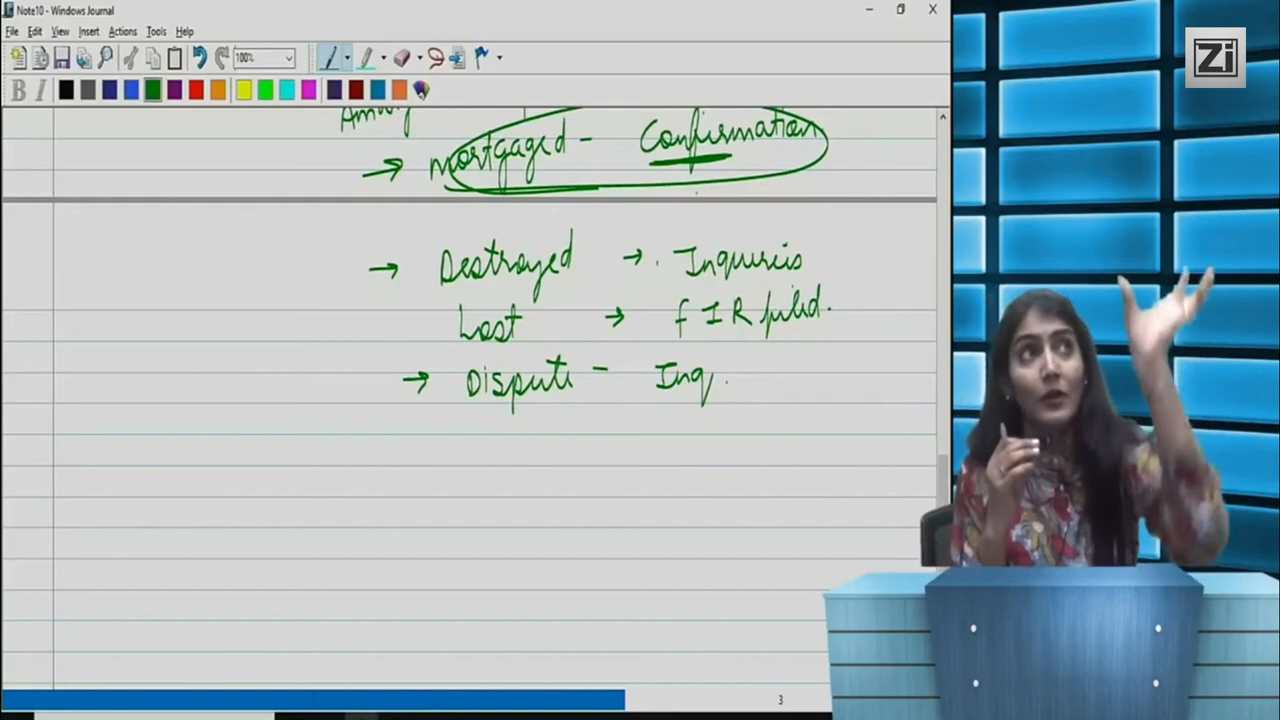 Note10 - Windows Journal
File Edit View Insert Actions Tools Help
100%
B I
→ mortgaged - Confirmation
→ Destroyed → Inquiries
Lost → FIR filed.
→ Dispute - Inq.
3
Zi